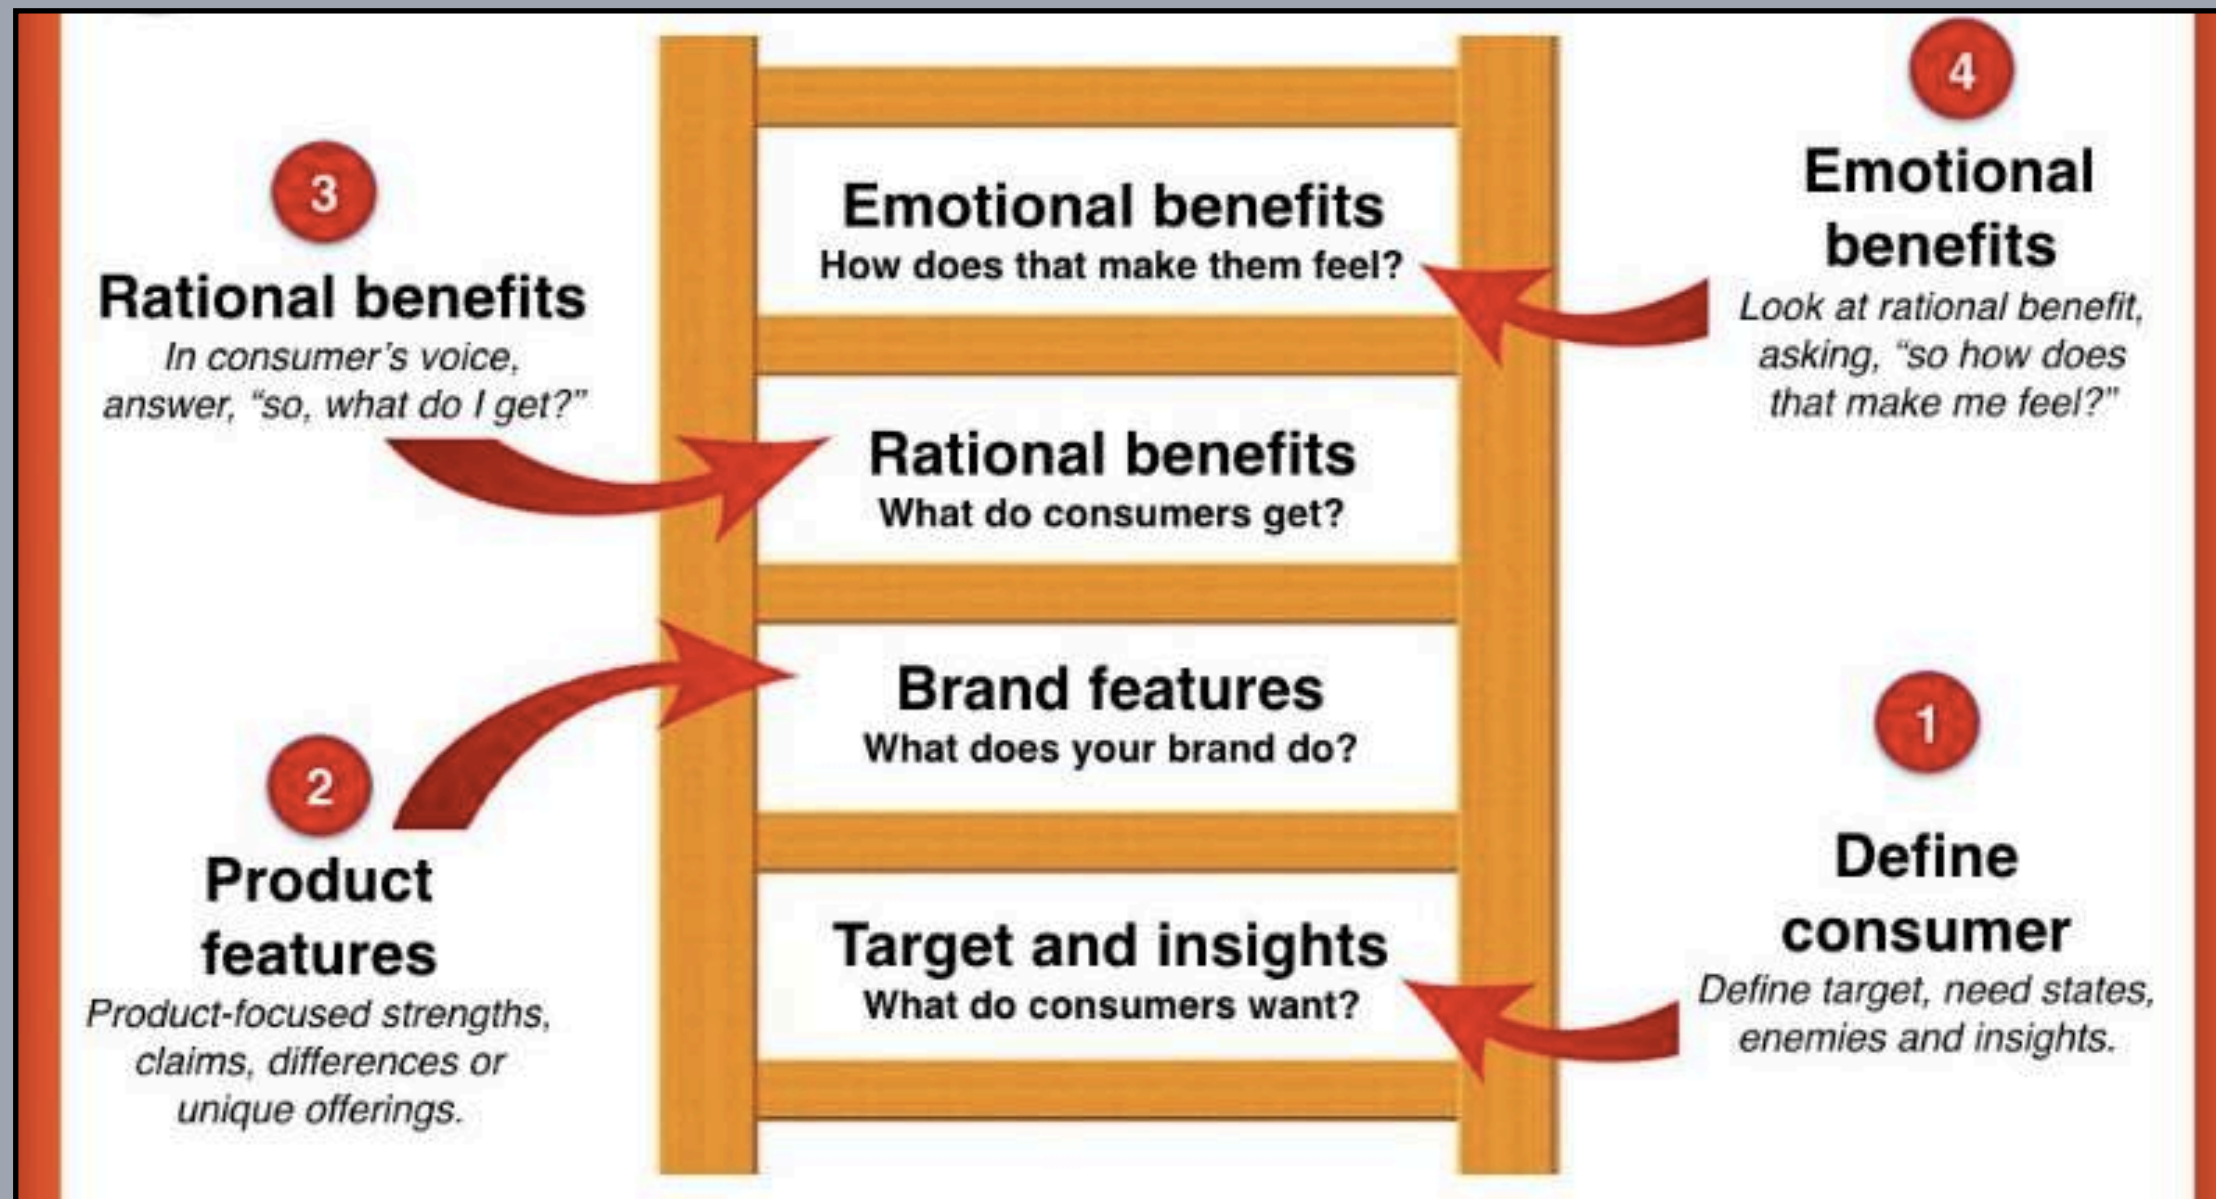 3
Rational benefits
In consumer's voice,
answer, “so, what do I get?”
2
Product
features
Product-focused strengths,
claims, differences or
unique offerings.
Emotional benefits
How does that make them feel?
Rational benefits
What do consumers get?
Brand features
What does your brand do?
Target and insights
What do consumers want?
4
Emotional
benefits
Look at rational benefit,
asking, “so how does
that make me feel?”
1
Define
consumer
Define target, need states,
enemies and insights.